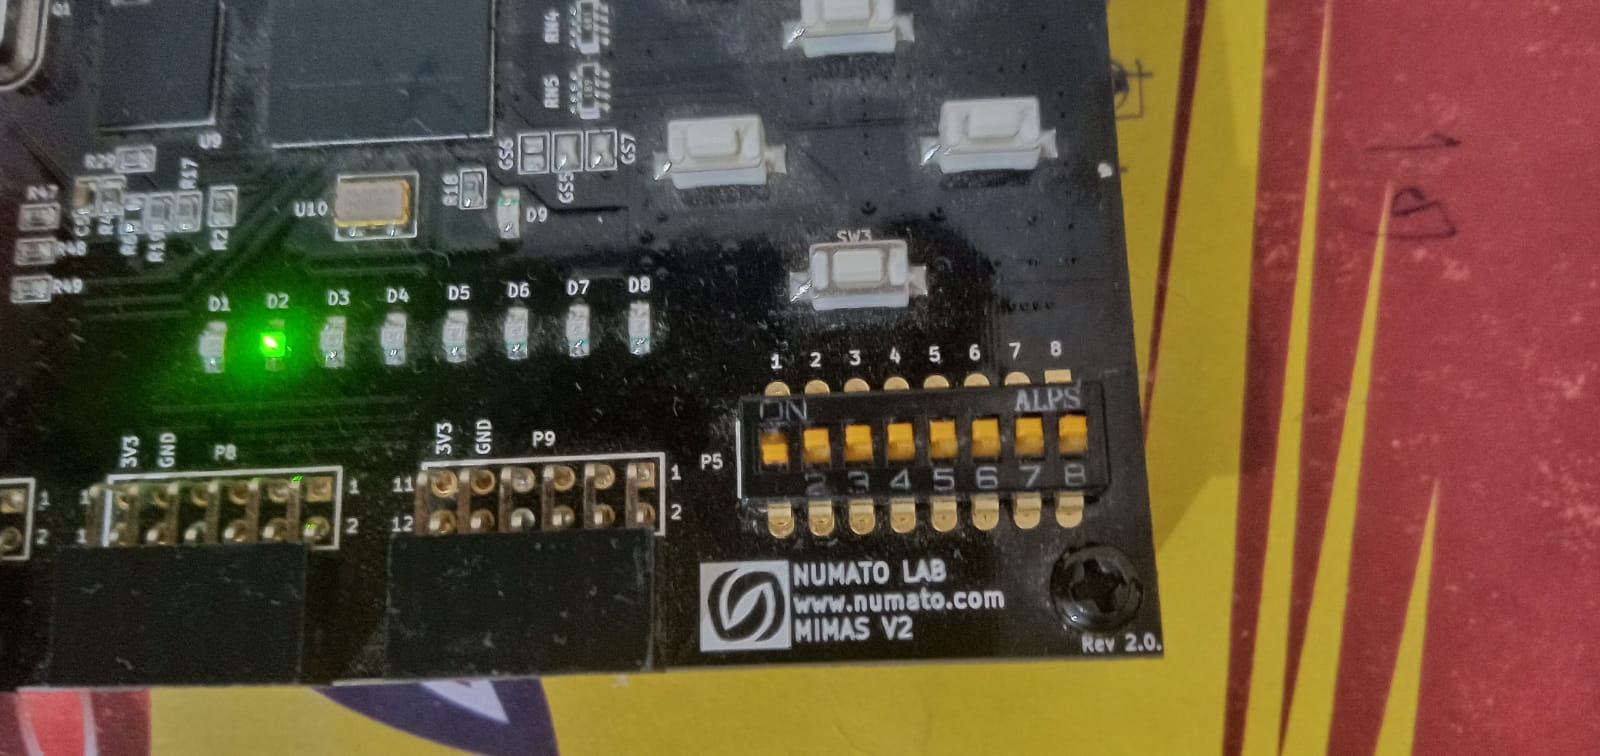 Q1
RN4
RN5
U9
GS6
GS5
GS7
R29
R47
R17
R18
U10
D9
R48
R49
D1 D2 D3 D4 D5 D6 D7 D8
SW3
1 2 3 4 5 6 7 8
ON ALPS
2 3 4 5 6 7 8
3V3 GND P8
3V3 GND P9
P5
1
2
1
2
11
12
1
2
NUMATO LAB
www.numato.com
MIMAS V2
Rev 2.0.